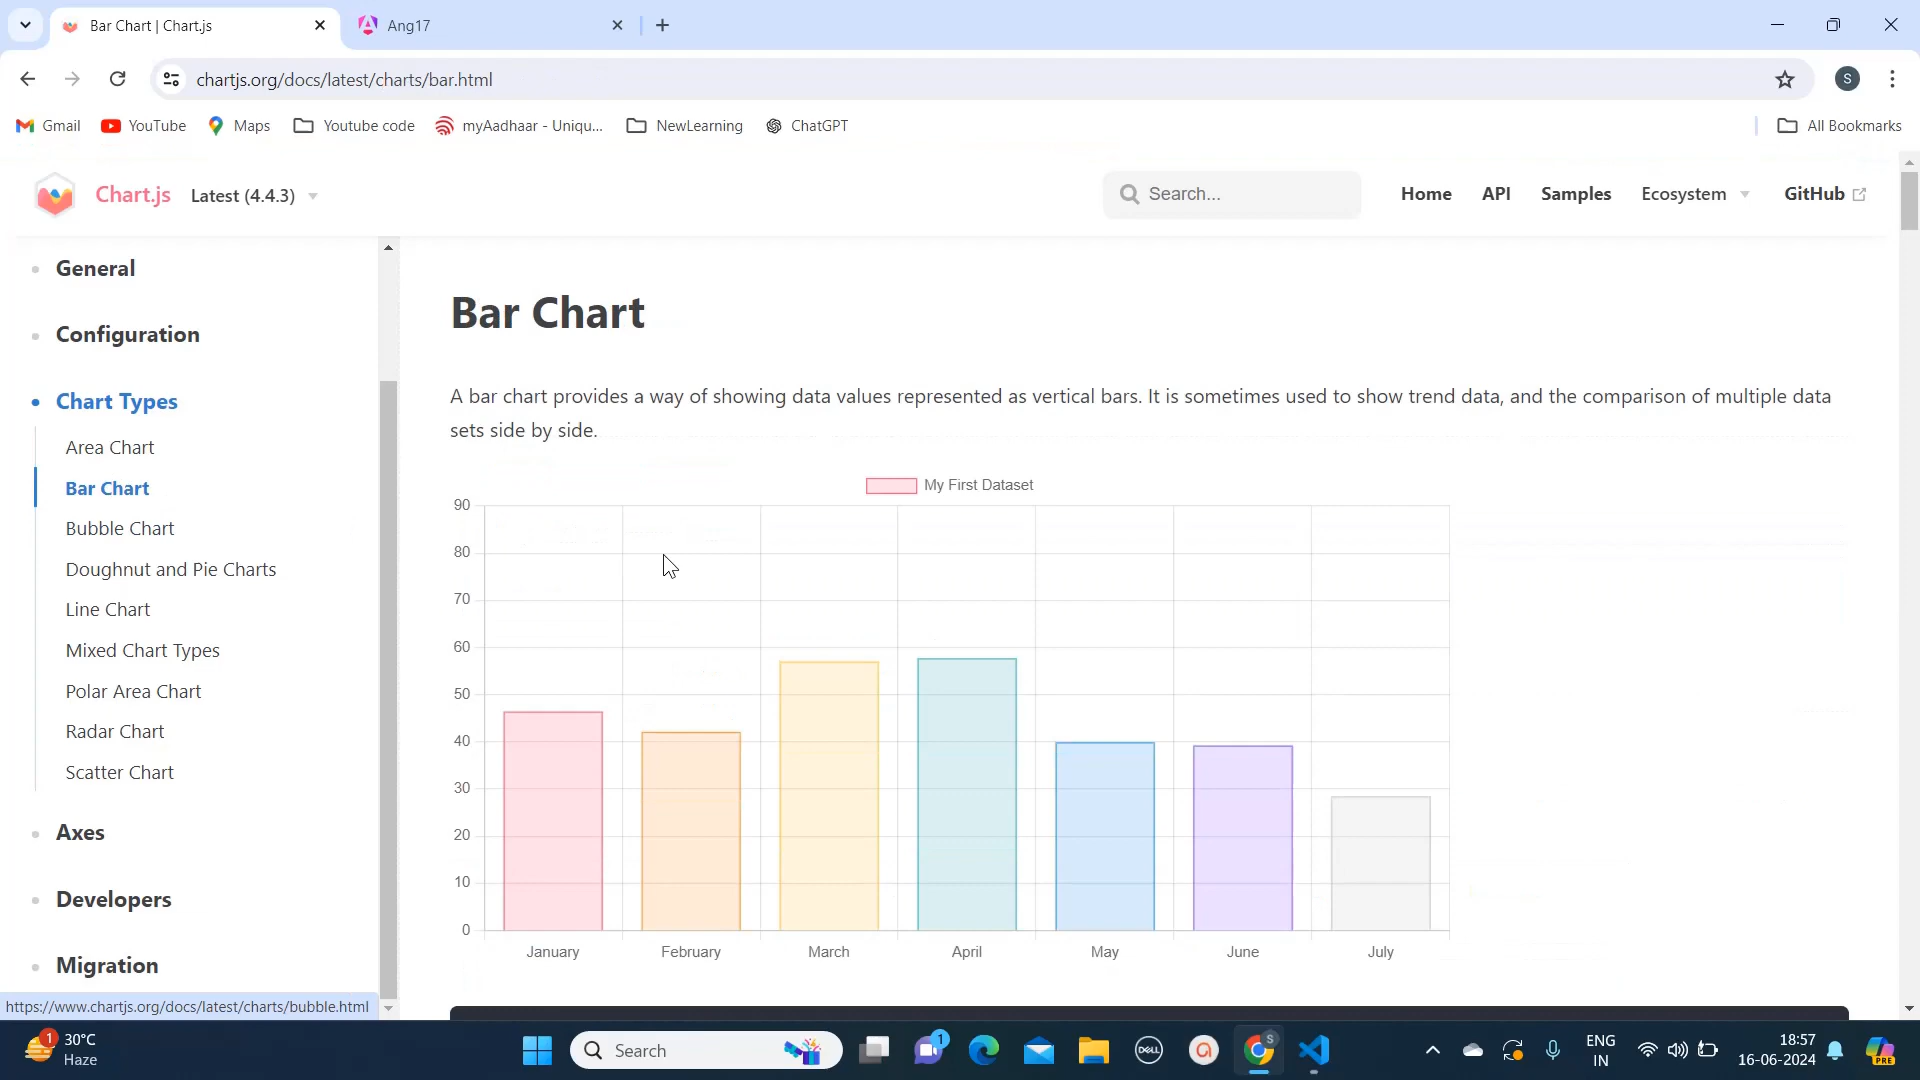 Bar Chart | Chart.js
Ang17
chartjs.org/docs/latest/charts/bar.html
S
Gmail
YouTube
Maps
Youtube code
myAadhaar - Uniqu...
NewLearning
ChatGPT
All Bookmarks
Chart.js
Latest (4.4.3)
Search...
Home
API
Samples
Ecosystem
GitHub
General
Configuration
Chart Types
Area Chart
Bar Chart
Bubble Chart
Doughnut and Pie Charts
Line Chart
Mixed Chart Types
Polar Area Chart
Radar Chart
Scatter Chart
Axes
Developers
Migration
https://www.chartjs.org/docs/latest/charts/bubble.html
Bar Chart
A bar chart provides a way of showing data values represented as vertical bars. It is sometimes used to show trend data, and the comparison of multiple data
sets side by side.
My First Dataset
90
80
70
60
50
40
30
20
10
0
January February March April May June July
1
30°C
Haze
Search
1
DELL
S
ENG
IN
18:57
16-06-2024
PRE